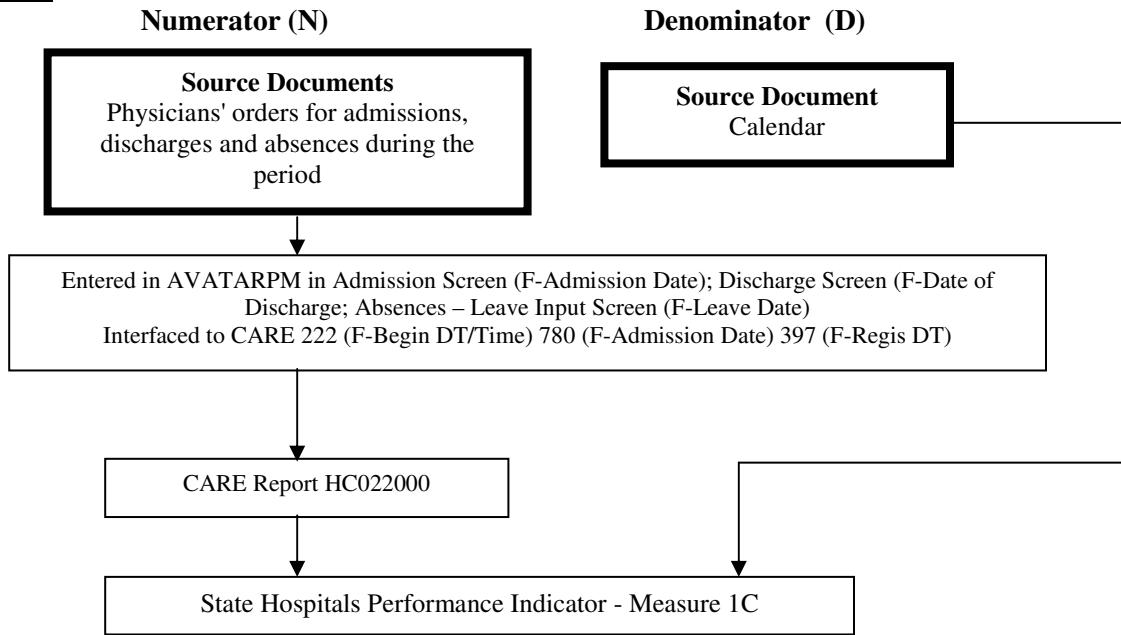 Numerator (N)
Denominator (D)
Source Documents
Physicians' orders for admissions,
discharges and absences during the
period
Source Document
Calendar
Entered in AVATARPM in Admission Screen (F-Admission Date); Discharge Screen (F-Date of
Discharge; Absences – Leave Input Screen (F-Leave Date)
Interfaced to CARE 222 (F-Begin DT/Time) 780 (F-Admission Date) 397 (F-Regis DT)
CARE Report HC022000
State Hospitals Performance Indicator - Measure 1C